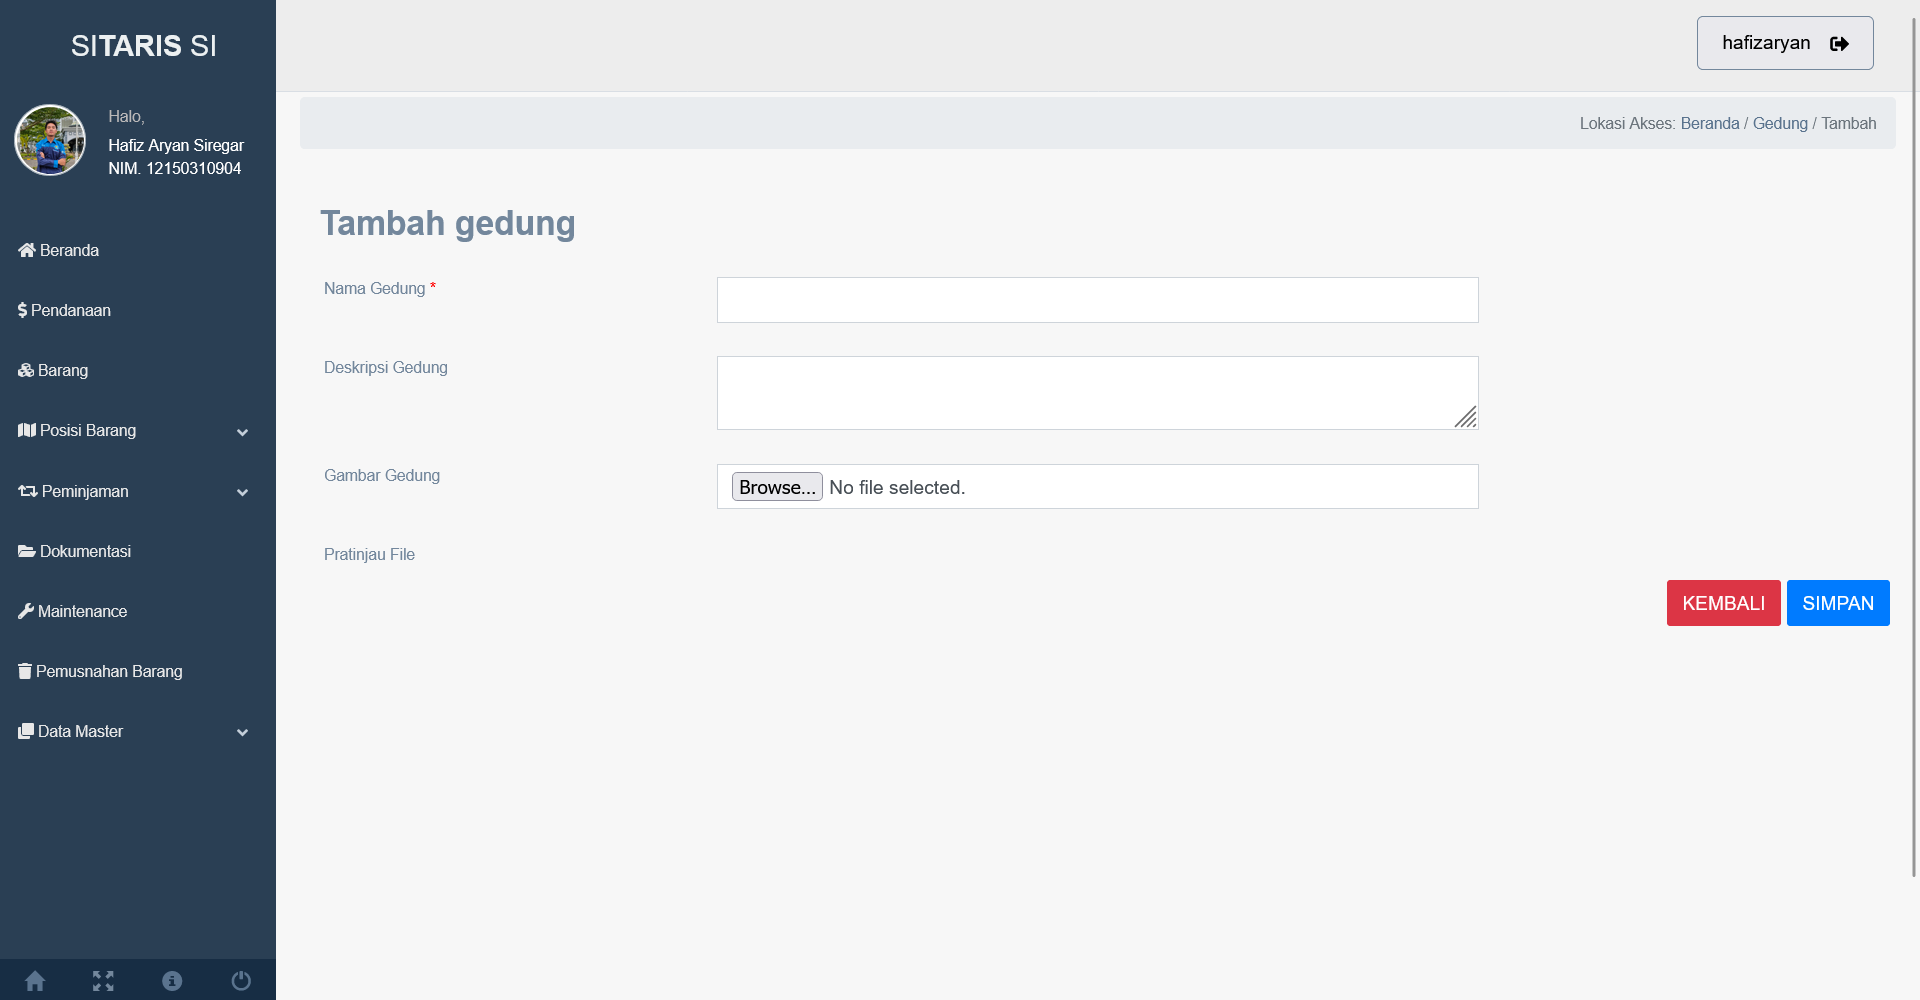 SITARIS SI
hafizaryan
Halo,
Hafiz Aryan Siregar
NIM. 12150310904
Lokasi Akses: Beranda / Gedung / Tambah
Beranda
Pendanaan
Barang
Posisi Barang
Peminjaman
Dokumentasi
Maintenance
Pemusnahan Barang
Data Master
Tambah gedung
Nama Gedung *
Deskripsi Gedung
Gambar Gedung
Browse... No file selected.
Pratinjau File
KEMBALI SIMPAN